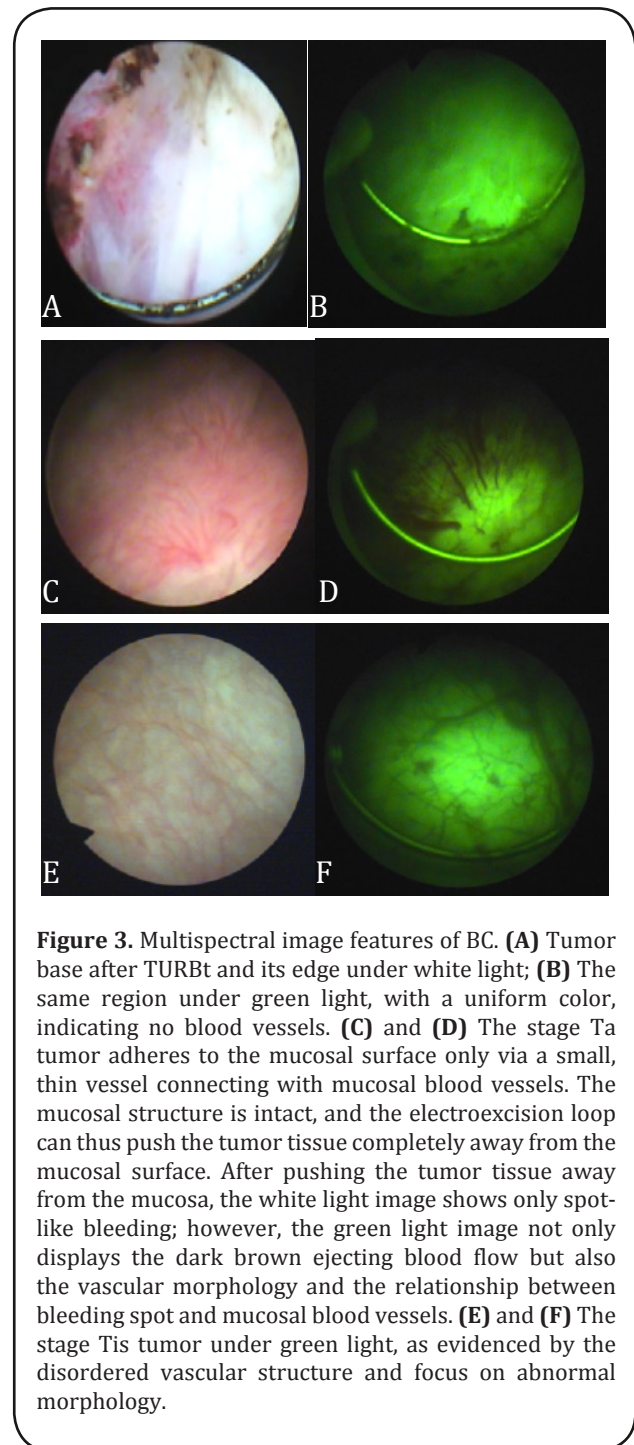 A
B
C
D
E
F
Figure 3. Multispectral image features of BC. (A) Tumor
base after TURBt and its edge under white light; (B) The
same region under green light, with a uniform color,
indicating no blood vessels. (C) and (D) The stage Ta
tumor adheres to the mucosal surface only via a small,
thin vessel connecting with mucosal blood vessels. The
mucosal structure is intact, and the electroexcision loop
can thus push the tumor tissue completely away from the
mucosal surface. After pushing the tumor tissue away
from the mucosa, the white light image shows only spot-
like bleeding; however, the green light image not only
displays the dark brown ejecting blood flow but also
the vascular morphology and the relationship between
bleeding spot and mucosal blood vessels. (E) and (F) The
stage Tis tumor under green light, as evidenced by the
disordered vascular structure and focus on abnormal
morphology.